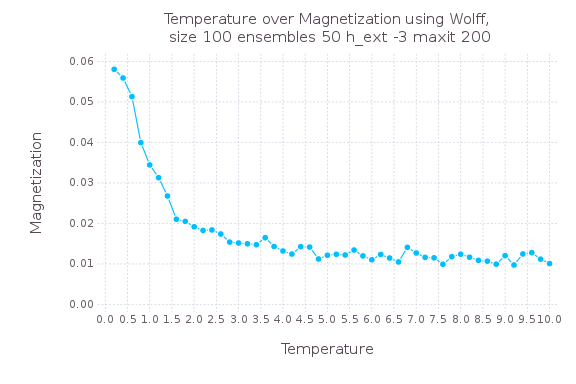 Temperature over Magnetization using Wolff,
size 100 ensembles 50 h_ext -3 maxit 200
0.06
0.05
0.04
0.03
0.02
0.01
0.00
Magnetization
0.0 0.5 1.0 1.5 2.0 2.5 3.0 3.5 4.0 4.5 5.0 5.5 6.0 6.5 7.0 7.5 8.0 8.5 9.0 9.5 10.0
Temperature